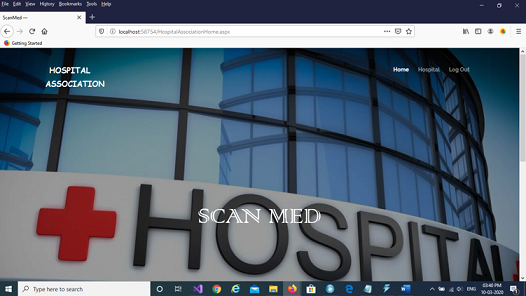 File Edit View History Bookmarks Tools Help
ScanMed —
localhost:58754/HospitalAssociationHome.aspx
Getting Started
HOSPITAL
ASSOCIATION
Home Hospital Log Out
SCAN MED
HOSPITAL
Type here to search
ENG
03:40 PM
10-03-2020